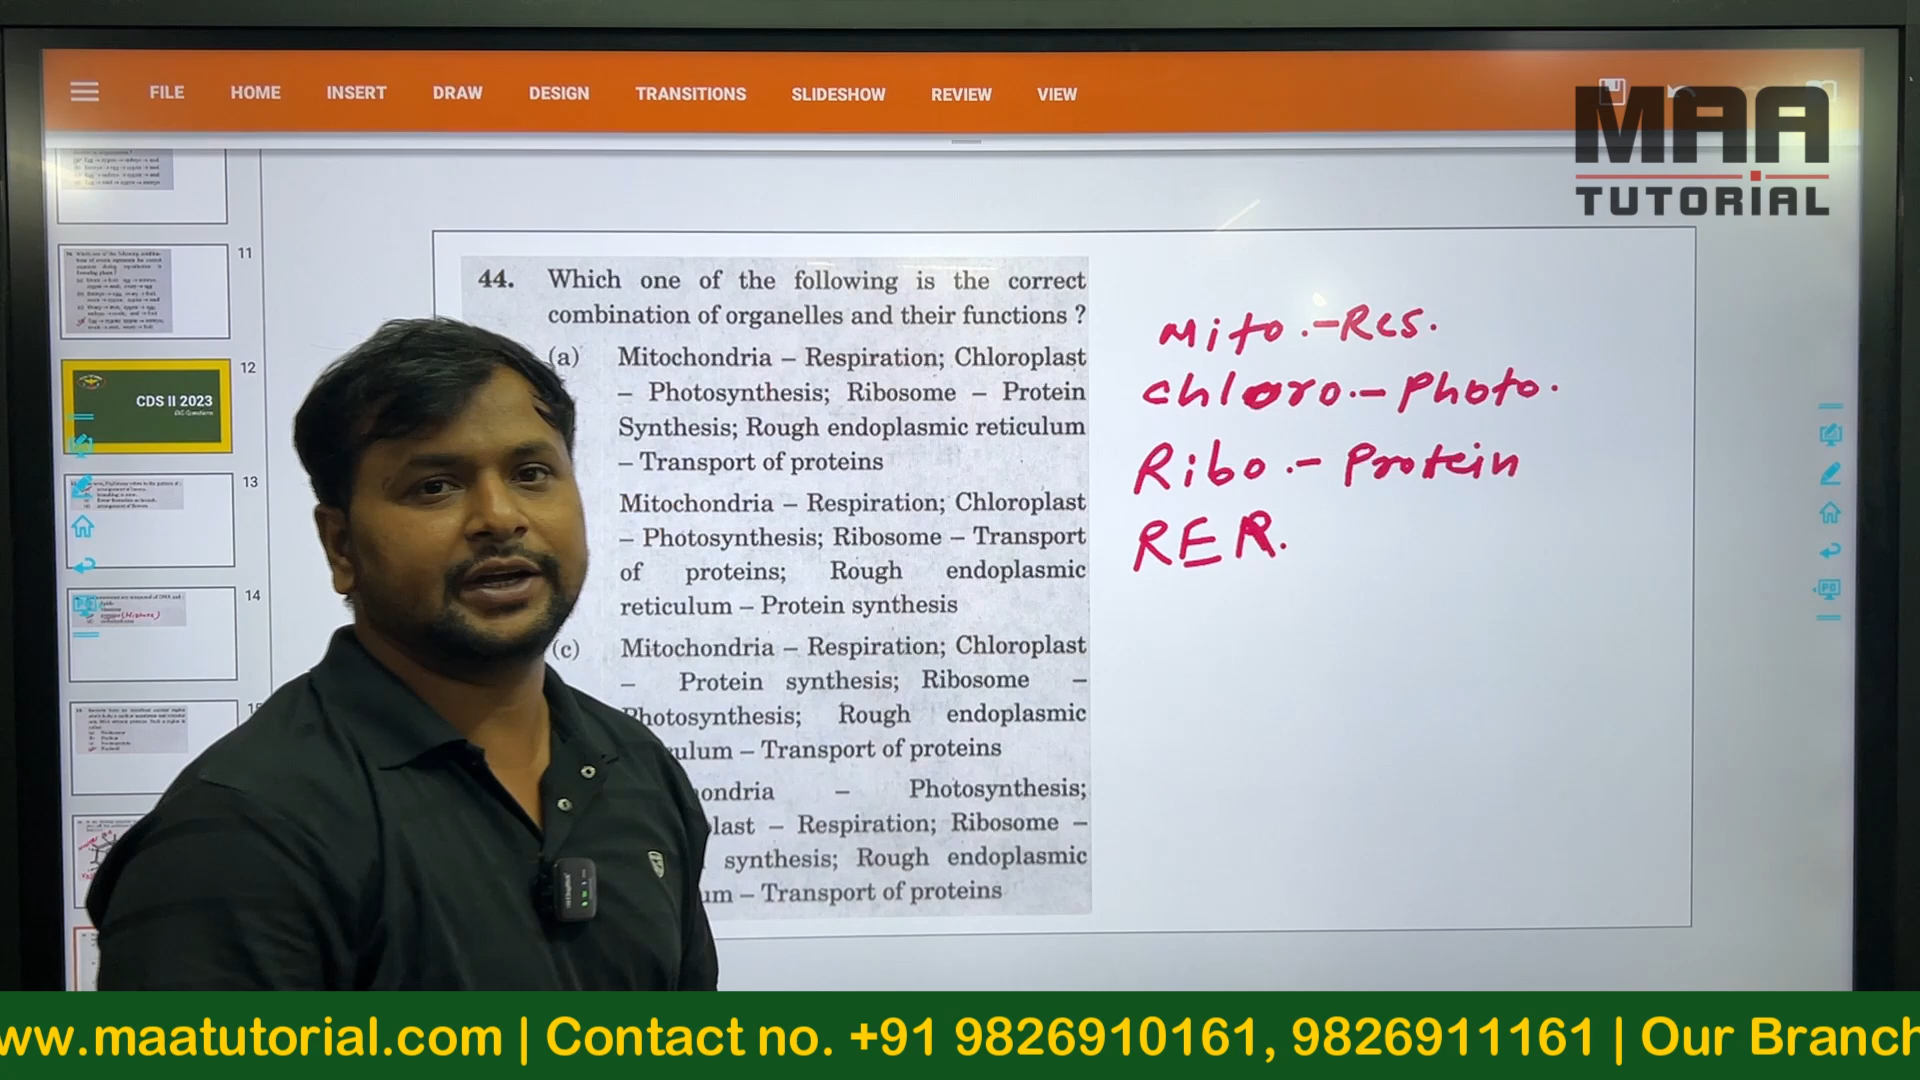 FILE HOME INSERT DRAW DESIGN TRANSITIONS SLIDESHOW REVIEW VIEW
MAA
TUTORIAL
11
12
CDS II 2023
13
14
15
44. Which one of the following is the correct
combination of organelles and their functions ?
(a) Mitochondria – Respiration; Chloroplast
– Photosynthesis; Ribosome – Protein
Synthesis; Rough endoplasmic reticulum
– Transport of proteins
Mitochondria – Respiration; Chloroplast
– Photosynthesis; Ribosome – Transport
of proteins; Rough endoplasmic
reticulum – Protein synthesis
(c) Mitochondria – Respiration; Chloroplast
– Protein synthesis; Ribosome –
Photosynthesis; Rough endoplasmic
ulum – Transport of proteins
ondria – Photosynthesis;
plast – Respiration; Ribosome –
synthesis; Rough endoplasmic
um – Transport of proteins
Mito.-Res.
Chloro.-Photo.
Ribo.- Protein
RER.
ww.maatutorial.com | Contact no. +91 9826910161, 9826911161 | Our Branch